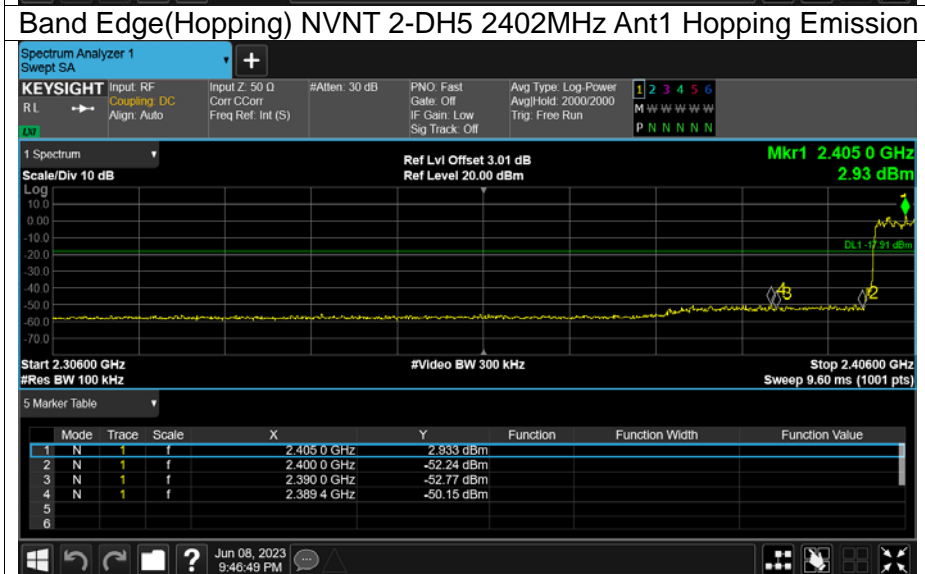 Band Edge(Hopping) NVNT 2-DH5 2402MHz Ant1 Hopping Emission
Spectrum Analyzer 1
Swept SA
+
KEYSIGHT Input: RF Input Z: 50 Ω #Atten: 30 dB PNO: Fast Avg Type: Log-Power 1 2 3 4 5 6
RL Coupling: DC Corr CCorr Gate: Off Avg|Hold: 2000/2000 M W W W W W
Align: Auto Freq Ref: Int (S) IF Gain: Low Trig: Free Run
LXI Sig Track: Off P N N N N N
1 Spectrum Ref Lvl Offset 3.01 dB Mkr1 2.405 0 GHz
Scale/Div 10 dB Ref Level 20.00 dBm 2.93 dBm
Log
10.0
0.00
-10.0
DL1 -17.91 dBm
-20.0
-30.0
-40.0
4 3 2
-50.0
-60.0
-70.0
Start 2.30600 GHz #Video BW 300 kHz Stop 2.40600 GHz
#Res BW 100 kHz Sweep 9.60 ms (1001 pts)
5 Marker Table
Mode Trace Scale X Y Function Function Width Function Value
1 N 1 f 2.405 0 GHz 2.933 dBm
2 N 1 f 2.400 0 GHz -52.24 dBm
3 N 1 f 2.390 0 GHz -52.77 dBm
4 N 1 f 2.389 4 GHz -50.15 dBm
5
6
? Jun 08, 2023
9:46:49 PM